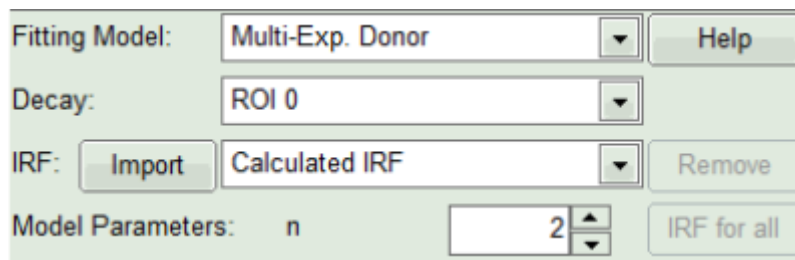 Fitting Model: Multi-Exp. Donor Help
Decay: ROI 0
IRF: Import Calculated IRF Remove
Model Parameters: n 2 IRF for all